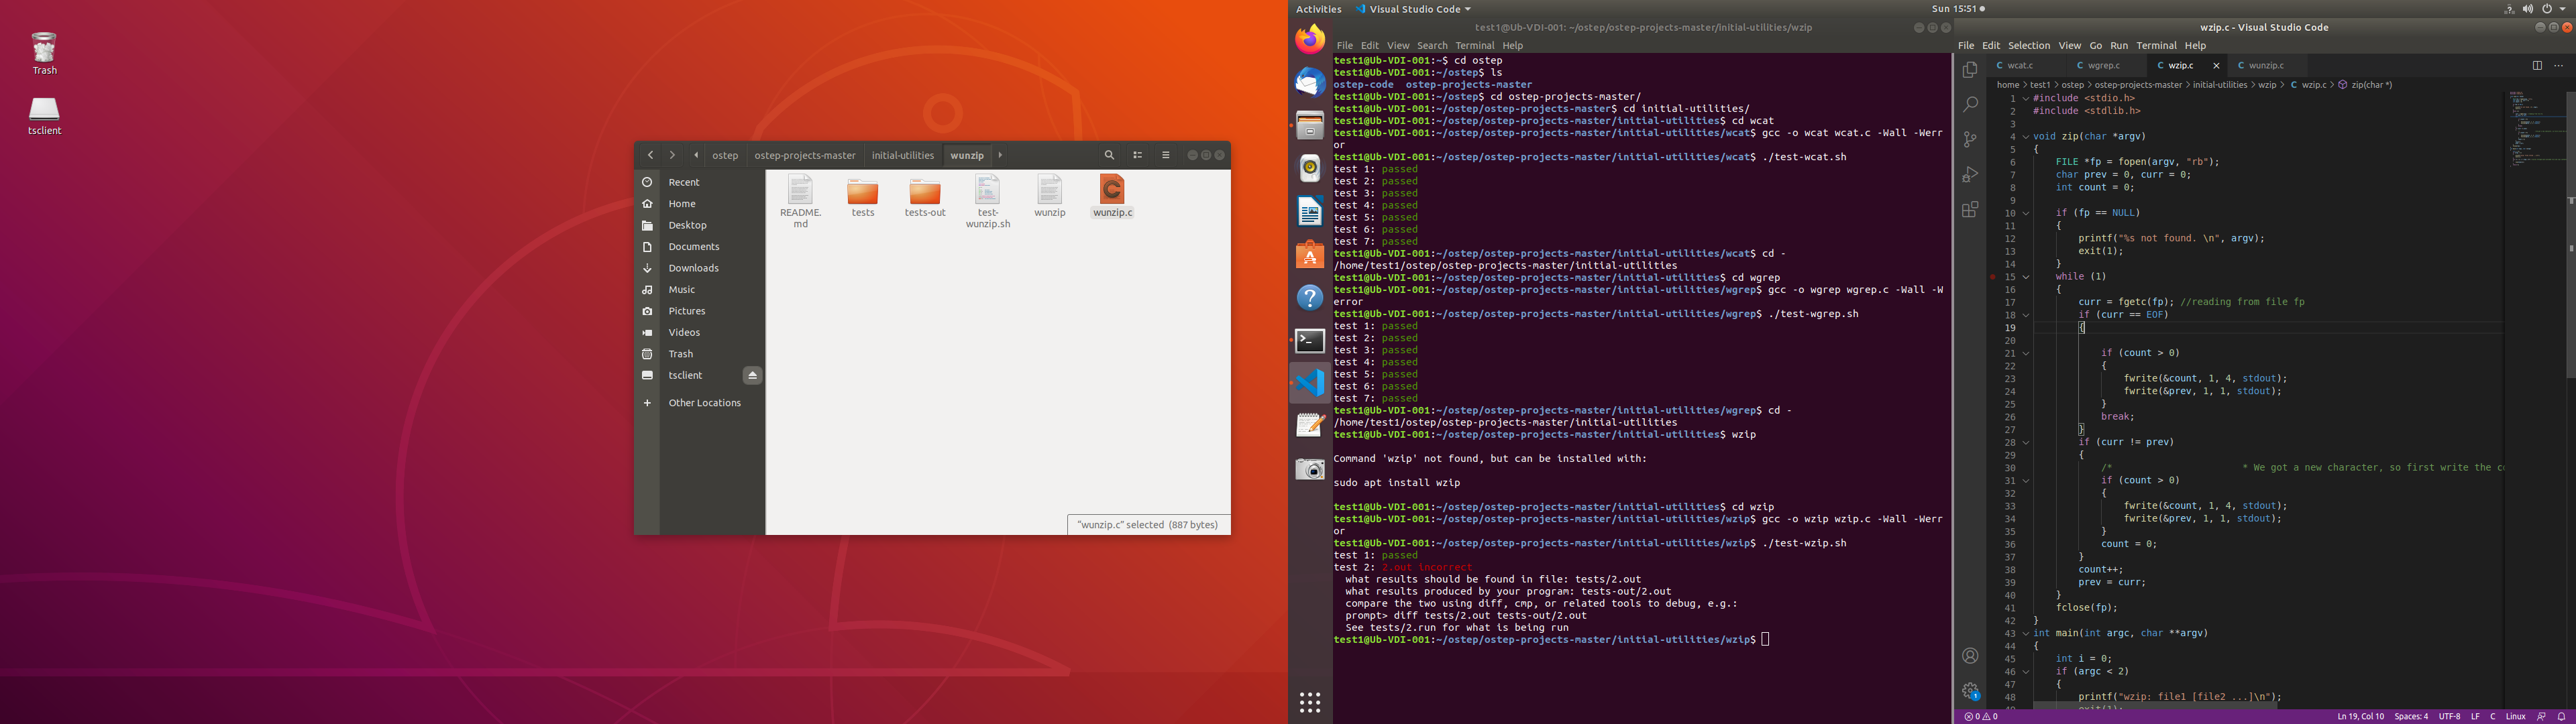 Trash
tsclient
ostep
ostep-projects-master
initial-utilities
wunzip
Recent
Home
Desktop
Documents
Downloads
Music
Pictures
Videos
Trash
tsclient
Other Locations
README.
md
tests
tests-out
test-
wunzip.sh
wunzip
wunzip.c
"wunzip.c" selected (887 bytes)
Activities
Visual Studio Code
Sun 15:51
test1@Ub-VDI-001: ~/ostep/ostep-projects-master/initial-utilities/wzip
File Edit View Search Terminal Help
test1@Ub-VDI-001:~$ cd ostep
test1@Ub-VDI-001:~/ostep$ ls
ostep-code  ostep-projects-master
test1@Ub-VDI-001:~/ostep$ cd ostep-projects-master/
test1@Ub-VDI-001:~/ostep/ostep-projects-master$ cd initial-utilities/
test1@Ub-VDI-001:~/ostep/ostep-projects-master/initial-utilities$ cd wcat
test1@Ub-VDI-001:~/ostep/ostep-projects-master/initial-utilities/wcat$ gcc -o wcat wcat.c -Wall -Werr
or
test1@Ub-VDI-001:~/ostep/ostep-projects-master/initial-utilities/wcat$ ./test-wcat.sh
test 1: passed
test 2: passed
test 3: passed
test 4: passed
test 5: passed
test 6: passed
test 7: passed
test1@Ub-VDI-001:~/ostep/ostep-projects-master/initial-utilities/wcat$ cd -
/home/test1/ostep/ostep-projects-master/initial-utilities
test1@Ub-VDI-001:~/ostep/ostep-projects-master/initial-utilities$ cd wgrep
test1@Ub-VDI-001:~/ostep/ostep-projects-master/initial-utilities/wgrep$ gcc -o wgrep wgrep.c -Wall -W
error
test1@Ub-VDI-001:~/ostep/ostep-projects-master/initial-utilities/wgrep$ ./test-wgrep.sh
test 1: passed
test 2: passed
test 3: passed
test 4: passed
test 5: passed
test 6: passed
test 7: passed
test1@Ub-VDI-001:~/ostep/ostep-projects-master/initial-utilities/wgrep$ cd -
/home/test1/ostep/ostep-projects-master/initial-utilities
test1@Ub-VDI-001:~/ostep/ostep-projects-master/initial-utilities$ wzip
Command 'wzip' not found, but can be installed with:
sudo apt install wzip
test1@Ub-VDI-001:~/ostep/ostep-projects-master/initial-utilities$ cd wzip
test1@Ub-VDI-001:~/ostep/ostep-projects-master/initial-utilities/wzip$ gcc -o wzip wzip.c -Wall -Werr
or
test1@Ub-VDI-001:~/ostep/ostep-projects-master/initial-utilities/wzip$ ./test-wzip.sh
test 1: passed
test 2: 2.out incorrect
what results should be found in file: tests/2.out
what results produced by your program: tests-out/2.out
compare the two using diff, cmp, or related tools to debug, e.g.:
prompt> diff tests/2.out tests-out/2.out
See tests/2.run for what is being run
test1@Ub-VDI-001:~/ostep/ostep-projects-master/initial-utilities/wzip$
wzip.c - Visual Studio Code
File Edit Selection View Go Run Terminal Help
C wcat.c
C wgrep.c
C wzip.c
C wunzip.c
home > test1 > ostep > ostep-projects-master > initial-utilities > wzip > C wzip.c > zip(char *)
1 #include <stdio.h>
2 #include <stdlib.h>
3
4 void zip(char *argv)
5 {
6 FILE *fp = fopen(argv, "rb");
7 char prev = 0, curr = 0;
8 int count = 0;
9
10 if (fp == NULL)
11 {
12 printf("%s not found. \n", argv);
13 exit(1);
14 }
15 while (1)
16 {
17 curr = fgetc(fp); //reading from file fp
18 if (curr == EOF)
19 {
20
21 if (count > 0)
22 {
23 fwrite(&count, 1, 4, stdout);
24 fwrite(&prev, 1, 1, stdout);
25 }
26 break;
27 }
28 if (curr != prev)
29 {
30 /* * We got a new character, so first write the co
31 if (count > 0)
32 {
33 fwrite(&count, 1, 4, stdout);
34 fwrite(&prev, 1, 1, stdout);
35 }
36 count = 0;
37 }
38 count++;
39 prev = curr;
40 }
41 fclose(fp);
42 }
43 int main(int argc, char **argv)
44 {
45 int i = 0;
46 if (argc < 2)
47 {
48 printf("wzip: file1 [file2 ...]\n");
1
0 0
Ln 19, Col 10
Spaces: 4
UTF-8
LF
C
Linux